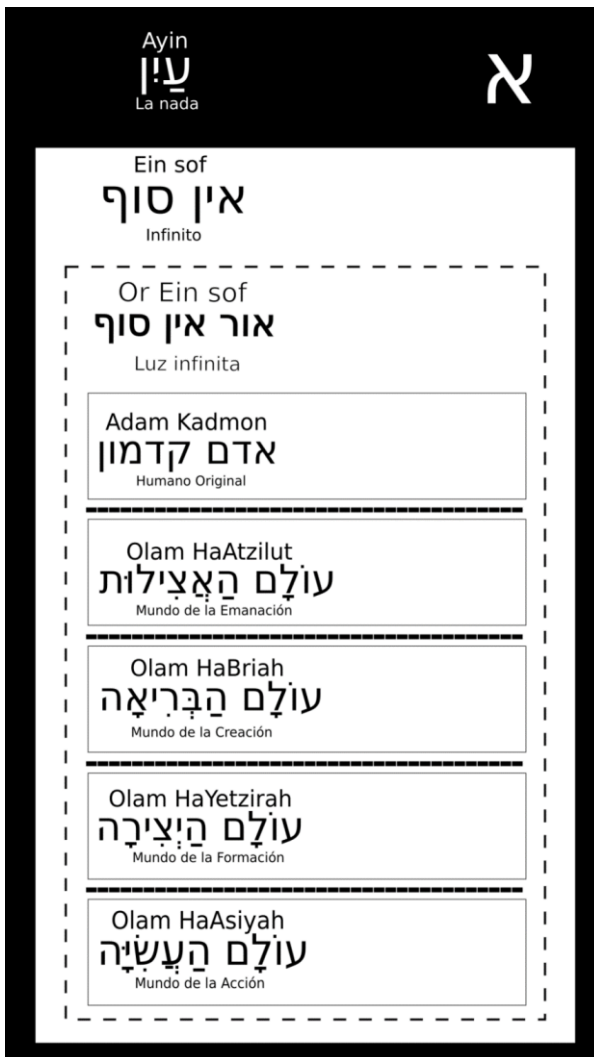 Ayin
עַיִן
La nada
א
Ein sof
אין סוף
Infinito
Or Ein sof
אור אין סוף
Luz infinita
Adam Kadmon
אדם קדמון
Humano Original
Olam HaAtzilut
עוֹלָם הַאֲצִילוּת
Mundo de la Emanación
Olam HaBriah
עוֹלָם הַבְּרִיאָה
Mundo de la Creación
Olam HaYetzirah
עוֹלָם הַיְצִירָה
Mundo de la Formación
Olam HaAsiyah
עוֹלָם הַעֲשִׂיָּה
Mundo de la Acción